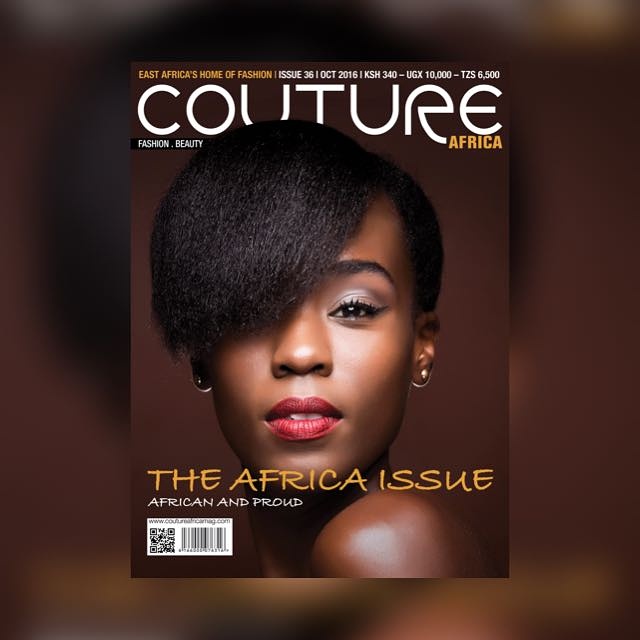 EAST AFRICA'S HOME OF FASHION | ISSUE 36 | OCT 2016 | KSH 340 – UGX 10,000 – TZS 6,500
COUTURE
FASHION . BEAUTY
AFRICA
THE AFRICA ISSUE
AFRICAN AND PROUD
www.coutureafricamag.com